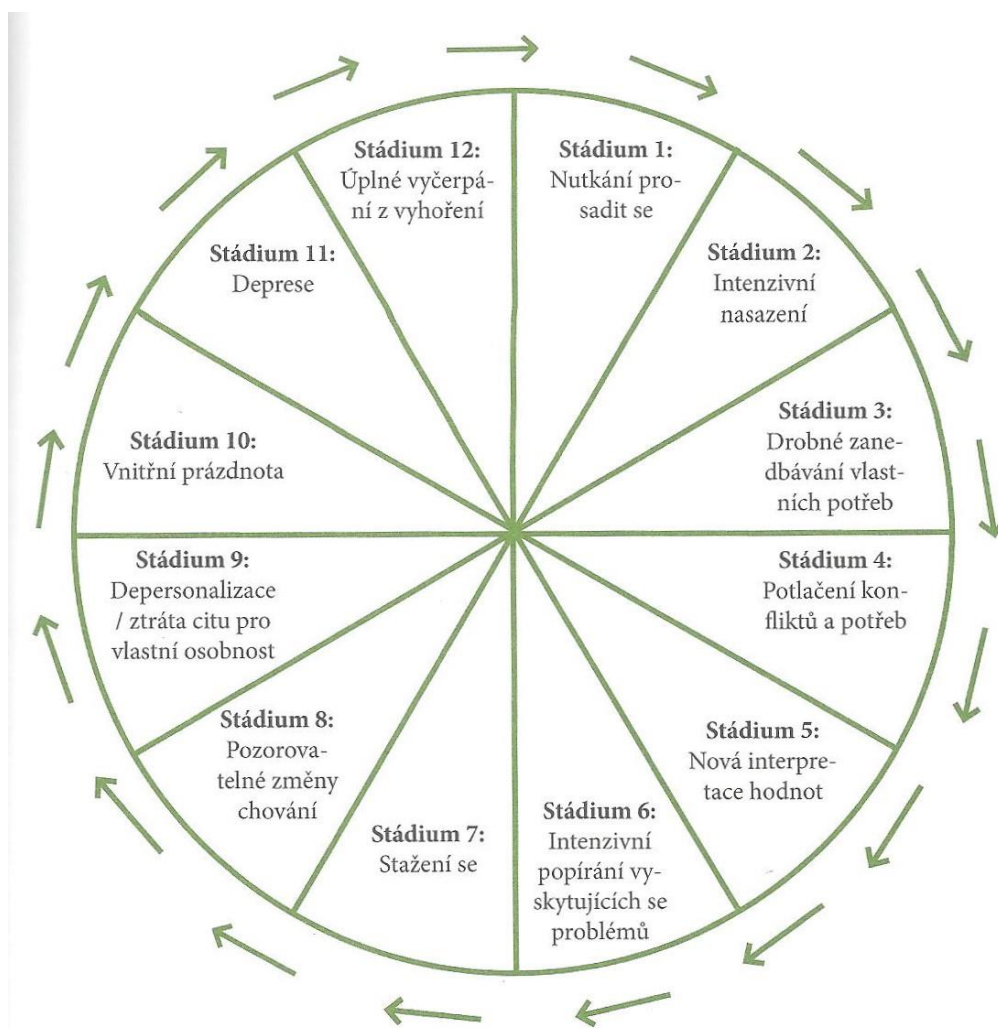 Stádium 1:
Nutkání pro-
sadit se
Stádium 2:
Intenzivní
nasazení
Stádium 3:
Drobné zane-
dbávání vlast-
ních potřeb
Stádium 4:
Potlačení kon-
fliktů a potřeb
Stádium 5:
Nová interpre-
tace hodnot
Stádium 6:
Intenzivní
popírání vy-
skytujících se
problémů
Stádium 7:
Stažení se
Stádium 8:
Pozorova-
telné změny
chování
Stádium 9:
Depersonalizace
/ ztráta citu pro
vlastní osobnost
Stádium 10:
Vnitřní prázdnota
Stádium 11:
Deprese
Stádium 12:
Úplné vyčerpá-
ní z vyhoření